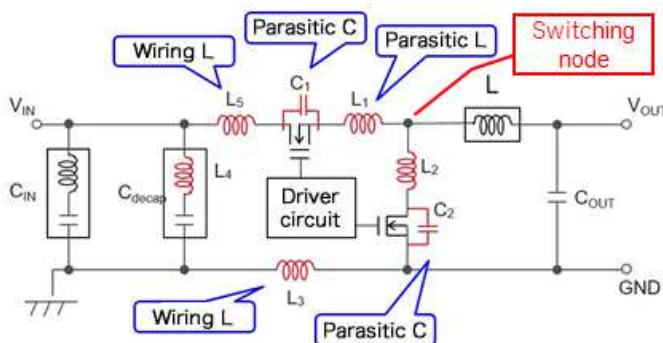 Parasitic C
Wiring L
Parasitic L
Switching
node
C1
L5
L1
L
VIN
VOUT
L4
L2
CIN
Cdecap
Driver
circuit
C2
COUT
L3
GND
Wiring L
Parasitic C